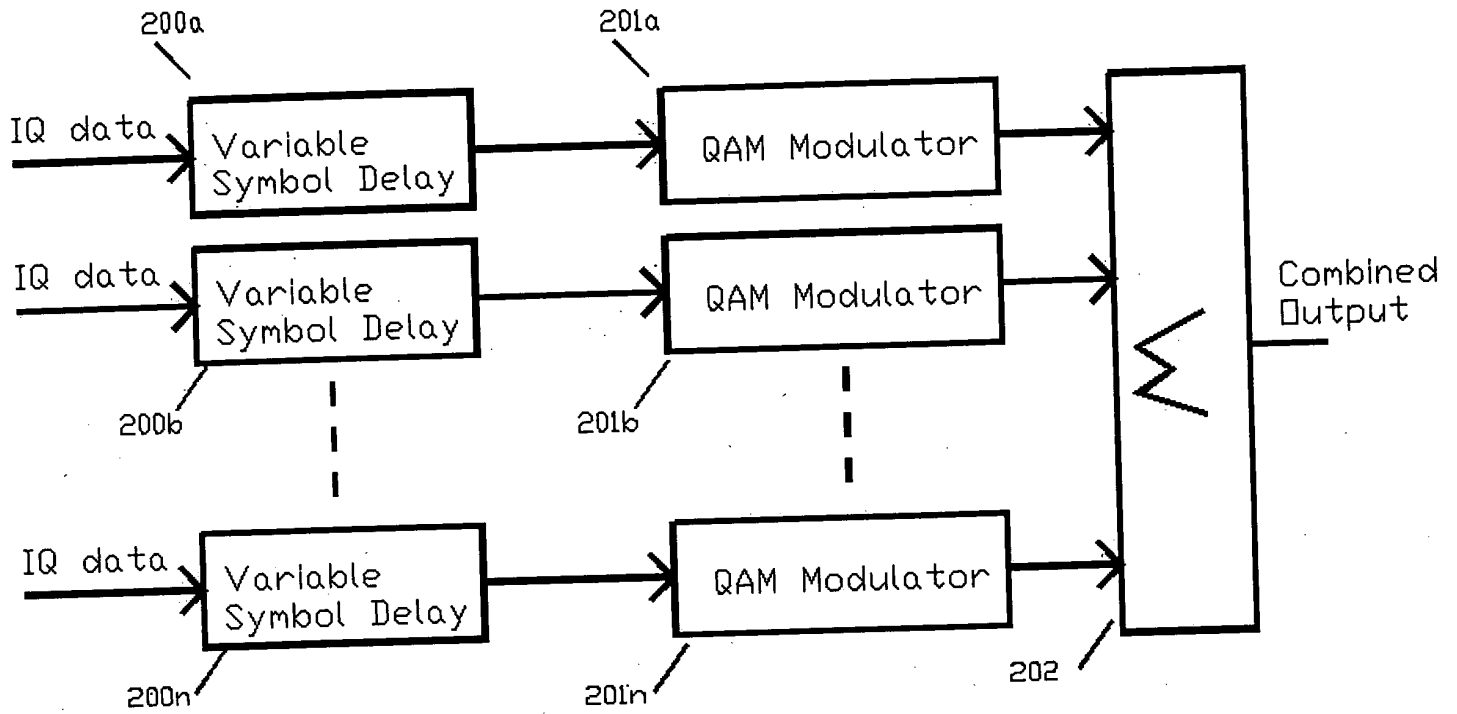 200a
201a
IQ data
Variable
Symbol Delay
QAM Modulator
IQ data
Variable
Symbol Delay
QAM Modulator
Combined
Output
Σ
200b
201b
IQ data
Variable
Symbol Delay
QAM Modulator
200n
201n
202